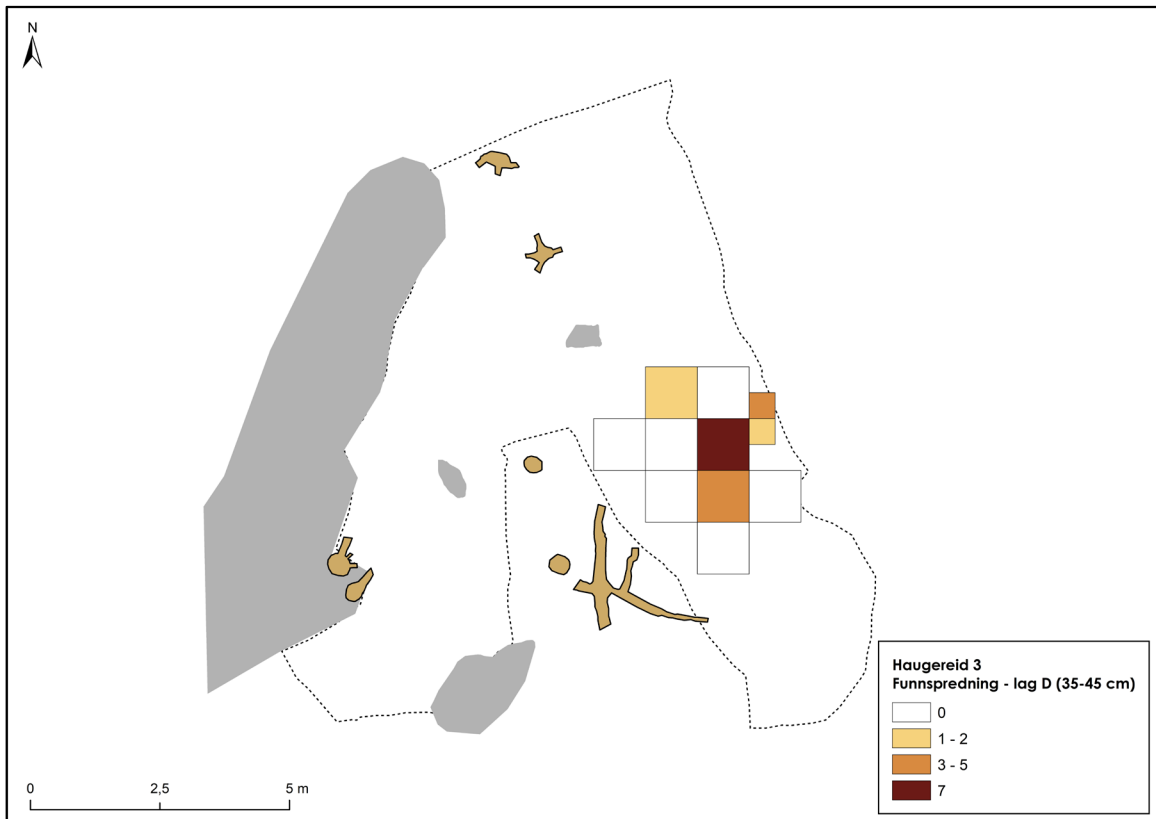 N
Haugereid 3
Funnspredning - lag D (35-45 cm)
0
1 - 2
3 - 5
7
0 2,5 5 m